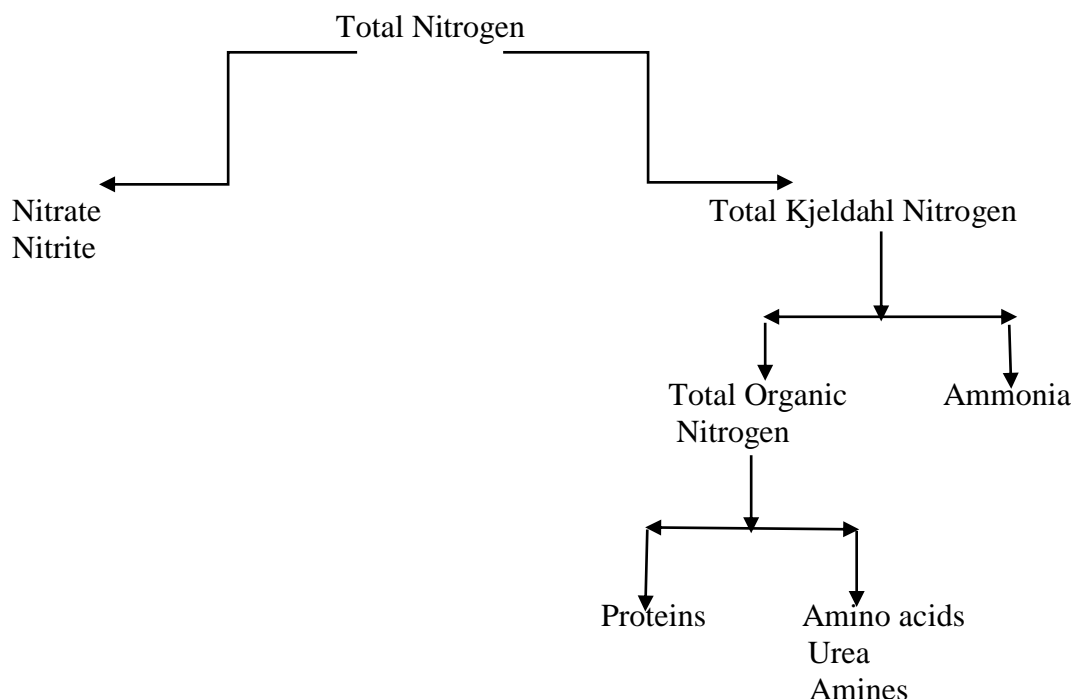 Total Nitrogen
Nitrate
Nitrite
Total Kjeldahl Nitrogen
Total Organic
Nitrogen
Ammonia
Proteins
Amino acids
Urea
Amines